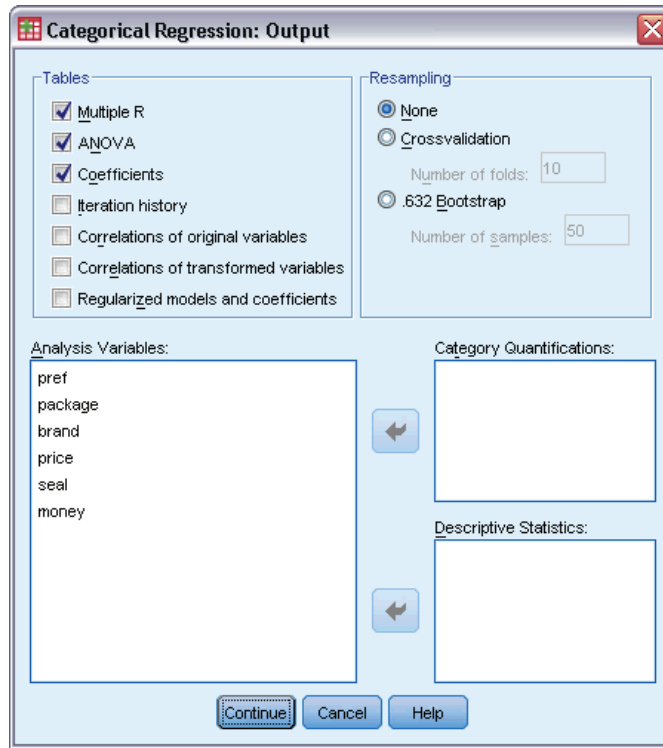 Categorical Regression: Output
Tables
Multiple R
ANOVA
Coefficients
Iteration history
Correlations of original variables
Correlations of transformed variables
Regularized models and coefficients
Resampling
None
Crossvalidation
Number of folds: 10
.632 Bootstrap
Number of samples: 50
Analysis Variables:
pref
package
brand
price
seal
money
Category Quantifications:
Descriptive Statistics:
Continue Cancel Help